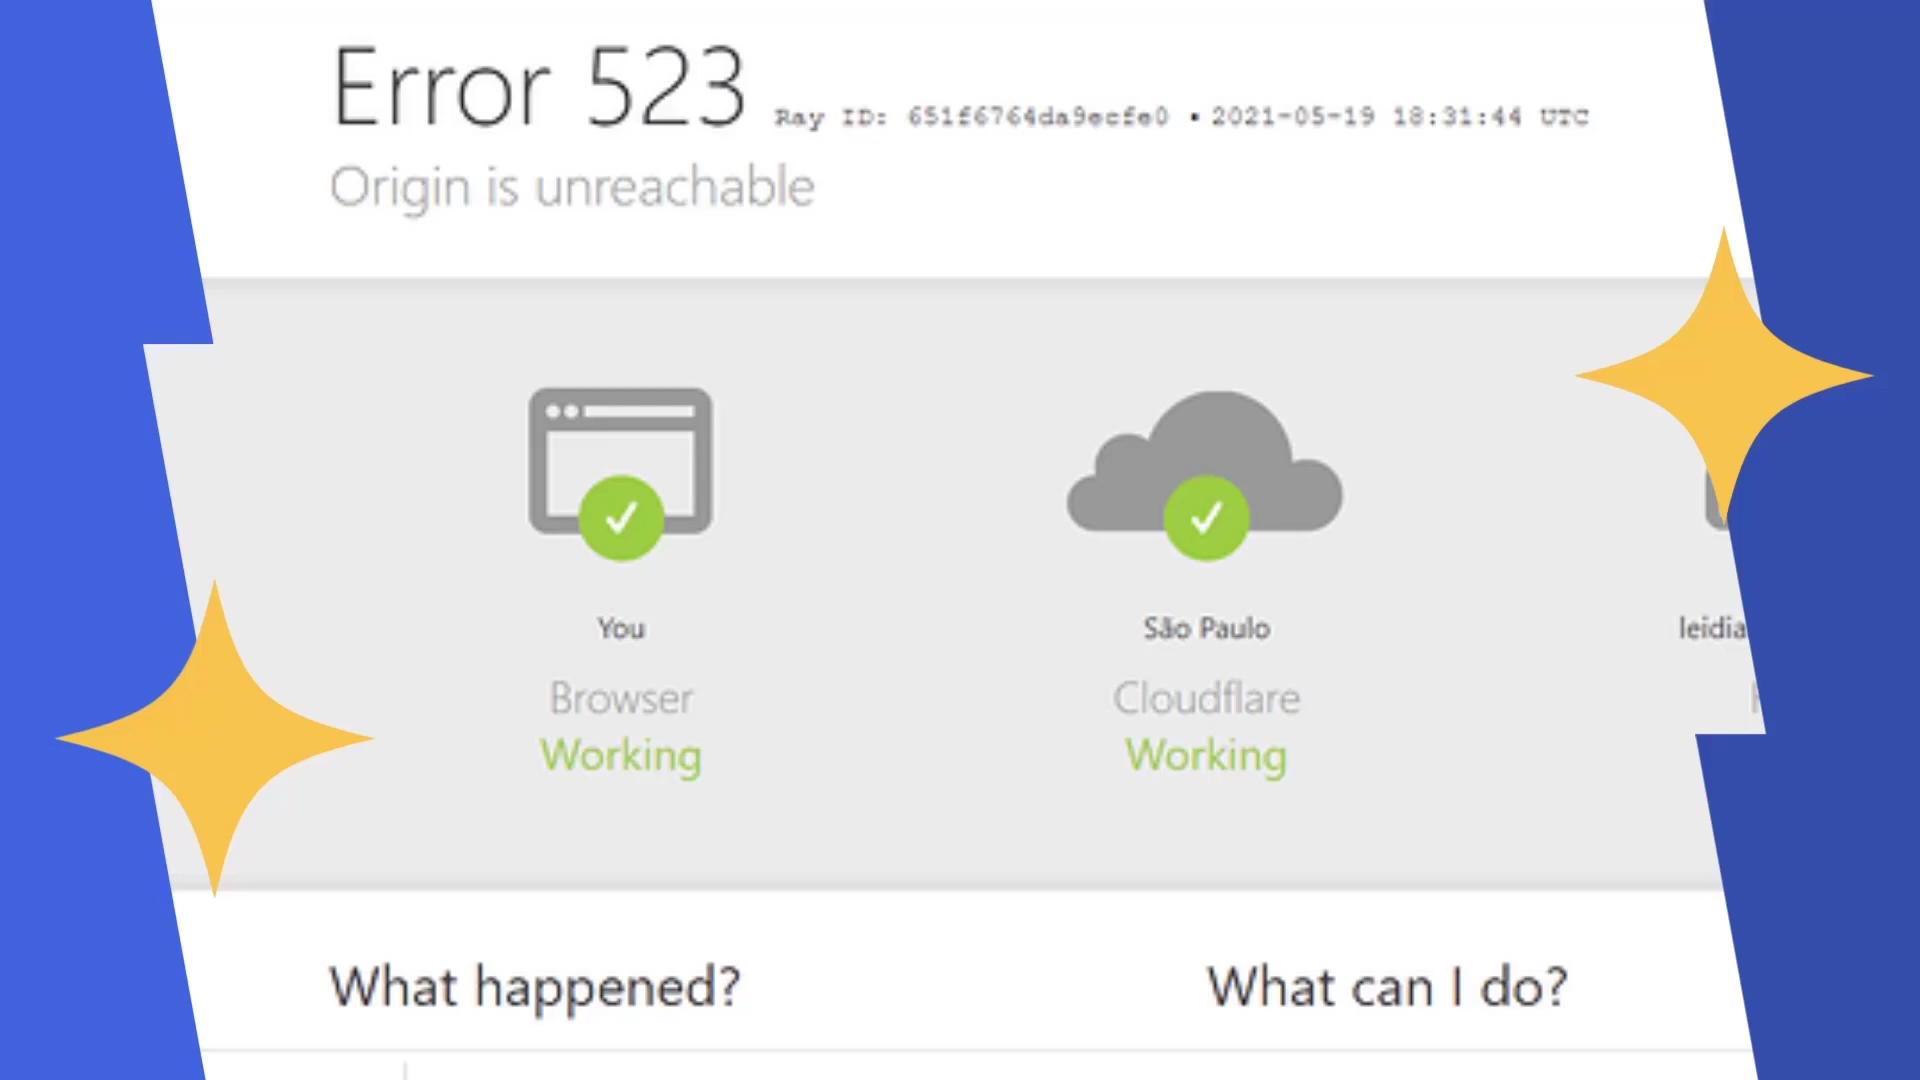 Error 523 Ray ID: 651f6764da9ecfe0 • 2021-05-19 18:31:44 UTC
Origin is unreachable
You
São Paulo
leidia
Browser
Cloudflare
Working
Working
What happened?
What can I do?